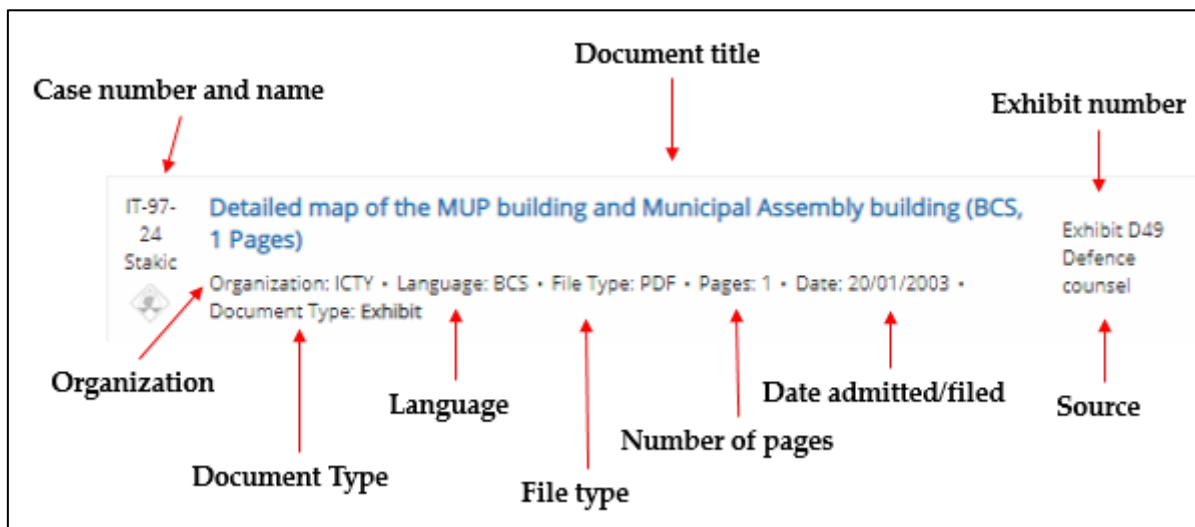 Document title
Case number and name
Exhibit number
IT-97-
24
Stakic
Detailed map of the MUP building and Municipal Assembly building (BCS,
1 Pages)
Organization: ICTY • Language: BCS • File Type: PDF • Pages: 1 • Date: 20/01/2003 •
Document Type: Exhibit
Exhibit D49
Defence
counsel
Organization
Language
Date admitted/filed
Source
Number of pages
Document Type
File type